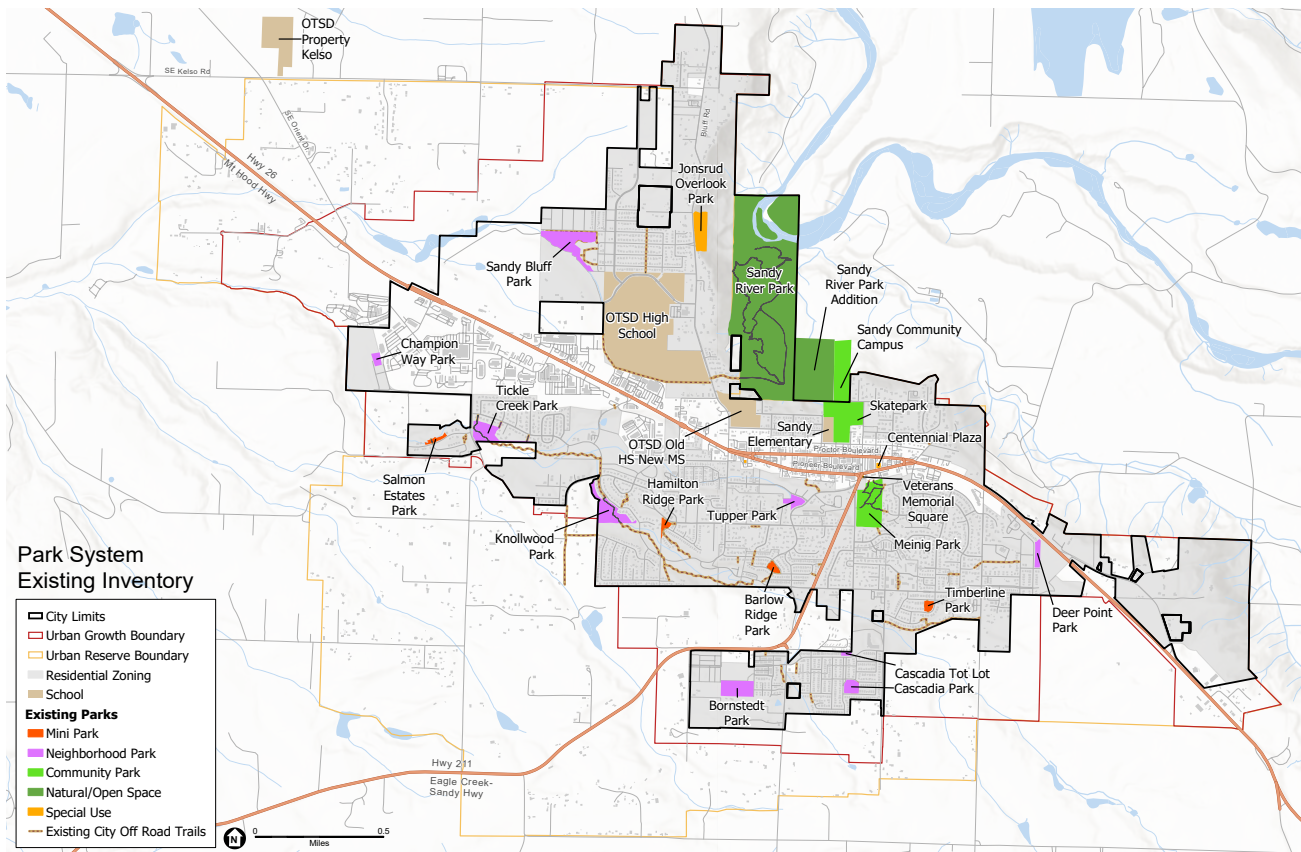 OTSD
Property
Kelso
SE Kelso Rd
SE Orient Dr
Hwy 26
Mt Hood Hwy
Bluff Rd
Jonsrud
Overlook
Park
Sandy Bluff
Park
Sandy
River Park
Sandy
River Park
Addition
OTSD High
School
Sandy Community
Campus
Champion
Way Park
Tickle
Creek Park
Skatepark
Sandy
Elementary
Centennial Plaza
OTSD Old
HS New MS
Proctor Boulevard
Pioneer Boulevard
Salmon
Estates
Park
Hamilton
Ridge Park
Tupper Park
Veterans
Memorial
Square
Knollwood
Park
Meinig Park
Barlow
Ridge
Park
Timberline
Park
Deer Point
Park
Cascadia Tot Lot
Cascadia Park
Bornstedt
Park
Hwy 211
Eagle Creek-
Sandy Hwy
Park System
Existing Inventory
City Limits
Urban Growth Boundary
Urban Reserve Boundary
Residential Zoning
School
Existing Parks
Mini Park
Neighborhood Park
Community Park
Natural/Open Space
Special Use
Existing City Off Road Trails
N
0 0.5
Miles